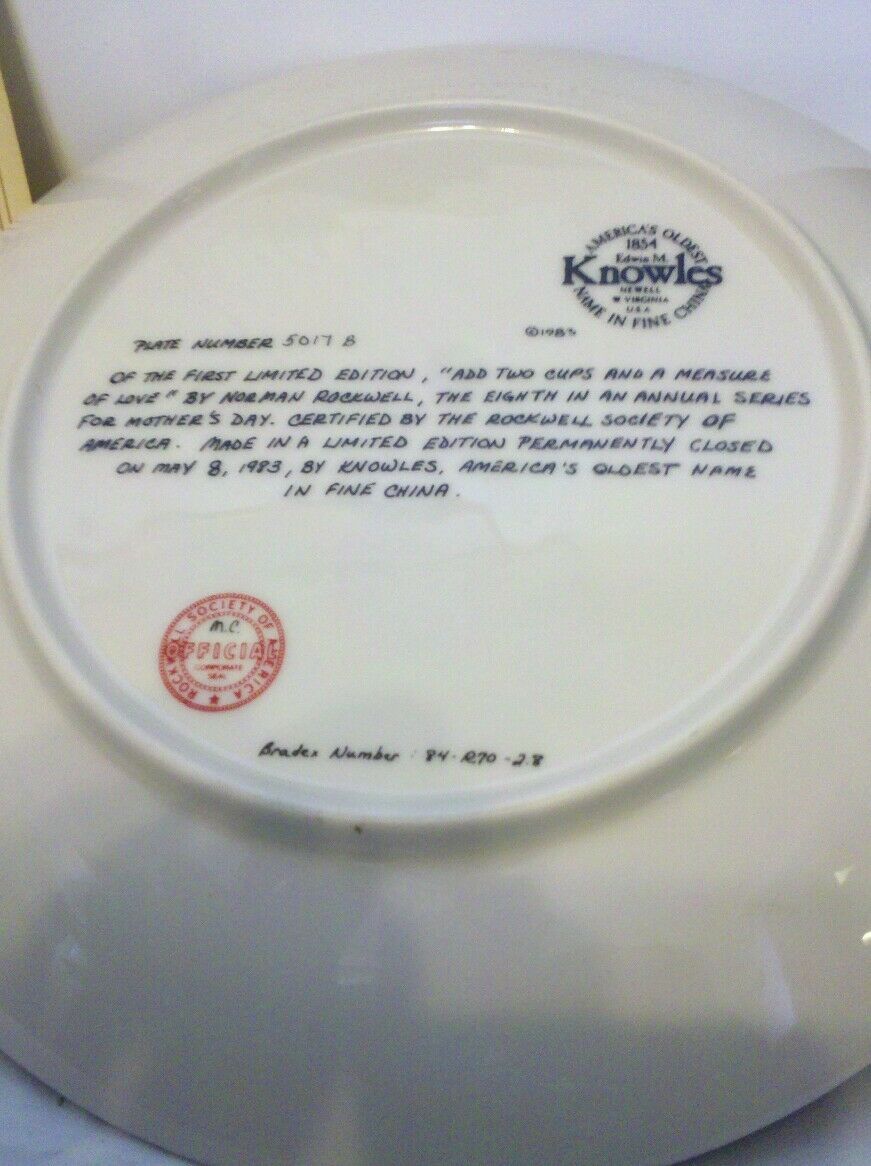 AMERICA'S OLDEST
1854
Edwin M.
Knowles
NEWELL
W VIRGINIA
U.S.A
NAME IN FINE CHINA
©1983
PLATE NUMBER 5017 B
OF THE FIRST LIMITED EDITION, "ADD TWO CUPS AND A MEASURE
OF LOVE" BY NORMAN ROCKWELL, THE EIGHTH IN AN ANNUAL SERIES
FOR MOTHER'S DAY. CERTIFIED BY THE ROCKWELL SOCIETY OF
AMERICA. MADE IN A LIMITED EDITION PERMANENTLY CLOSED
ON MAY 8, 1983, BY KNOWLES, AMERICA'S OLDEST NAME
IN FINE CHINA.
ROCKWELL SOCIETY OF AMERICA
M.C.
OFFICIAL
CORPORATE
SEAL
Bradex Number: 84-R70-2.8